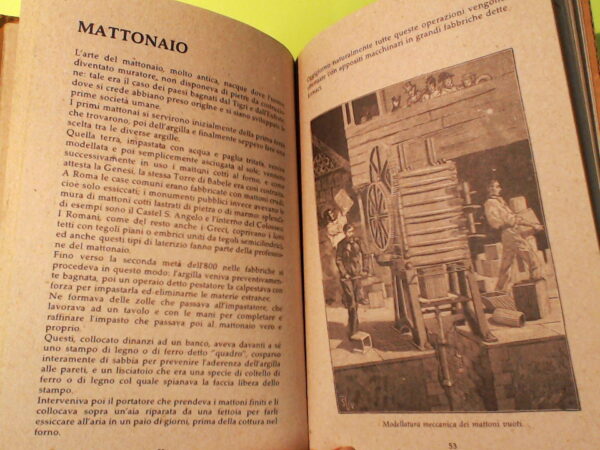 MATTONAIO
L'arte del mattonaio, molto antica, nacque dove l'uomo,
diventato muratore, non disponeva di pietre da costruzio-
ne: tale era il caso dei paesi bagnati dal Tigri e dall'Eufrate
dove si crede abbiano preso origine e si siano sviluppate le
prime società umane.
I primi mattonai si servirono inizialmente della prima terra
che trovarono, poi dell'argilla e finalmente seppero fare una
scelta tra le diverse argille.
Quella terra, impastata con acqua e paglia tritata, veniva
modellata e poi semplicemente asciugata al sole; vennero
successivamente in uso i mattoni cotti al forno, e come
attesta la Genesi, la stessa Torre di Babele era così costruita.
A Roma le case comuni erano fabbricate con mattoni crudi,
cioè solo essiccati; i monumenti pubblici invece avevano le
mura di mattoni cotti lastrati di pietra o di marmo: splendi-
di esempi sono il Castel S. Angelo e l'interno del Colosseo.
I Romani, come del resto anche i Greci, coprivano i loro
tetti con tegoli piani o embrici uniti da tegoli semicilindrici,
ed anche questi tipi di laterizio fanno parte della professio-
ne del mattonaio.
Fino verso la seconda metà dell'800 nelle fabbriche si
procedeva in questo modo: l'argilla veniva preventivamen-
te bagnata, poi un operaio detto pestatore la calpestava con
forza per impastarla ed eliminarne le materie estranee.
Ne formava delle zolle che passava all'impastatore, che
lavorava ad un tavolo e con le mani per completare e
raffinare l'impasto che passava poi al mattonaio vero e
proprio.
Questi, collocato dinanzi ad un banco, aveva davanti a sé
uno stampo di legno o di ferro detto "quadro", cosparso
interamente di sabbia per prevenire l'aderenza dell'argilla
alle pareti, e un lisciatoio che era una specie di coltello di
ferro o di legno col quale spianava la faccia libera dello
stampo.
Interveniva poi il portatore che prendeva i mattoni finiti e li
collocava sopra un'aia riparata da una tettoia per farli
essiccare all'aria in un paio di giorni, prima della cottura nel
forno.
Oggigiorno naturalmente tutte queste operazioni vengono
con appositi macchinari in grandi fabbriche dette
Modellatura meccanica dei mattoni vuoti.
53